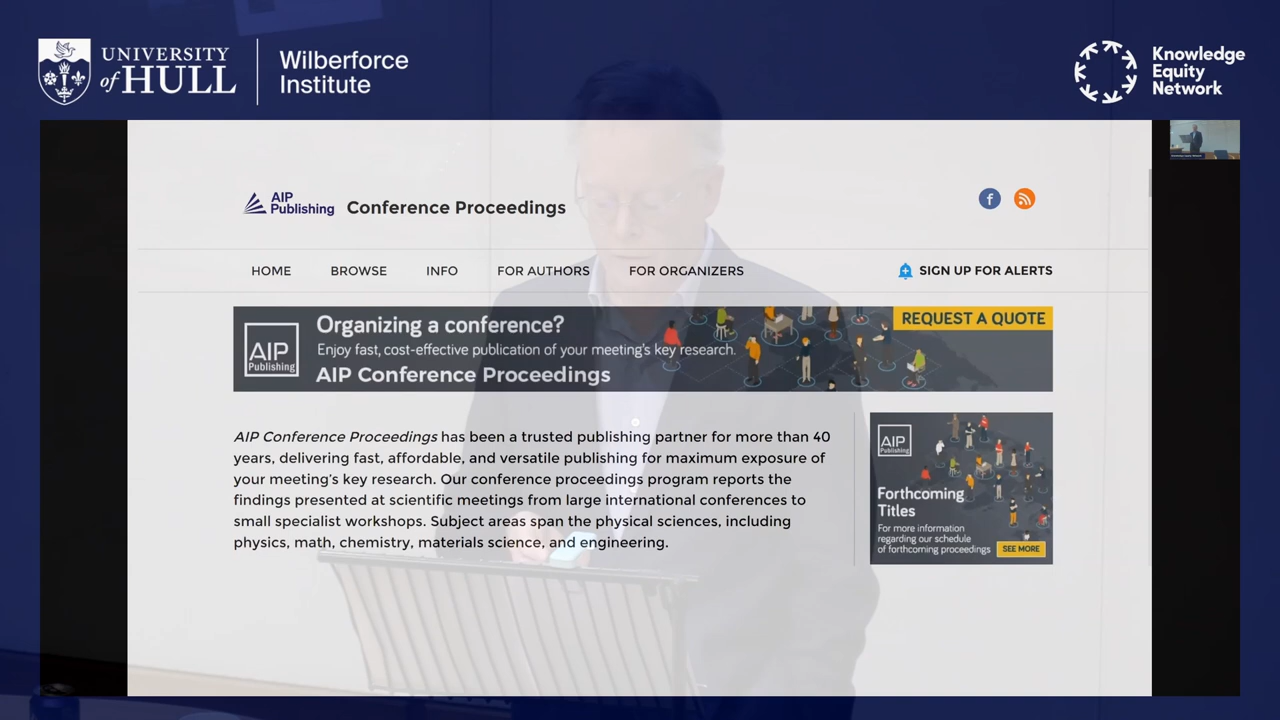 UNIVERSITY
of HULL
Wilberforce
Institute
Knowledge
Equity
Network
AIP
Publishing
Conference Proceedings
HOME
BROWSE
INFO
FOR AUTHORS
FOR ORGANIZERS
SIGN UP FOR ALERTS
AIP
Publishing
Organizing a conference?
Enjoy fast, cost-effective publication of your meeting's key research.
AIP Conference Proceedings
REQUEST A QUOTE
AIP Conference Proceedings has been a trusted publishing partner for more than 40
years, delivering fast, affordable, and versatile publishing for maximum exposure of
your meeting's key research. Our conference proceedings program reports the
findings presented at scientific meetings from large international conferences to
small specialist workshops. Subject areas span the physical sciences, including
physics, math, chemistry, materials science, and engineering.
AIP
Publishing
Forthcoming
Titles
For more information
regarding our schedule
of forthcoming proceedings
SEE MORE